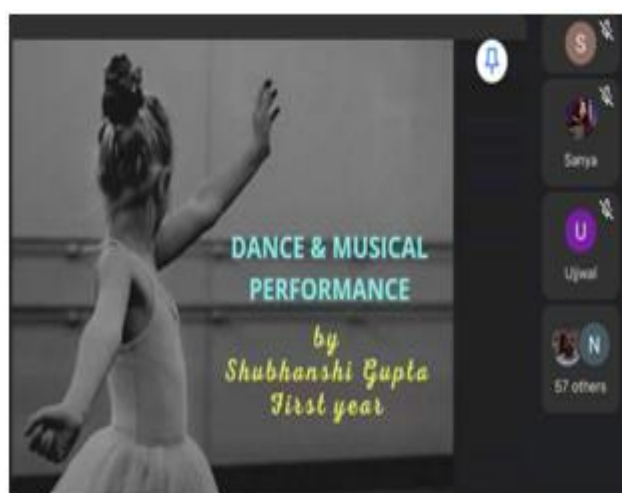 DANCE & MUSICAL
PERFORMANCE
by
Shubhanshi Gupta
First year
S
Sanya
U
Ujwal
N
57 others